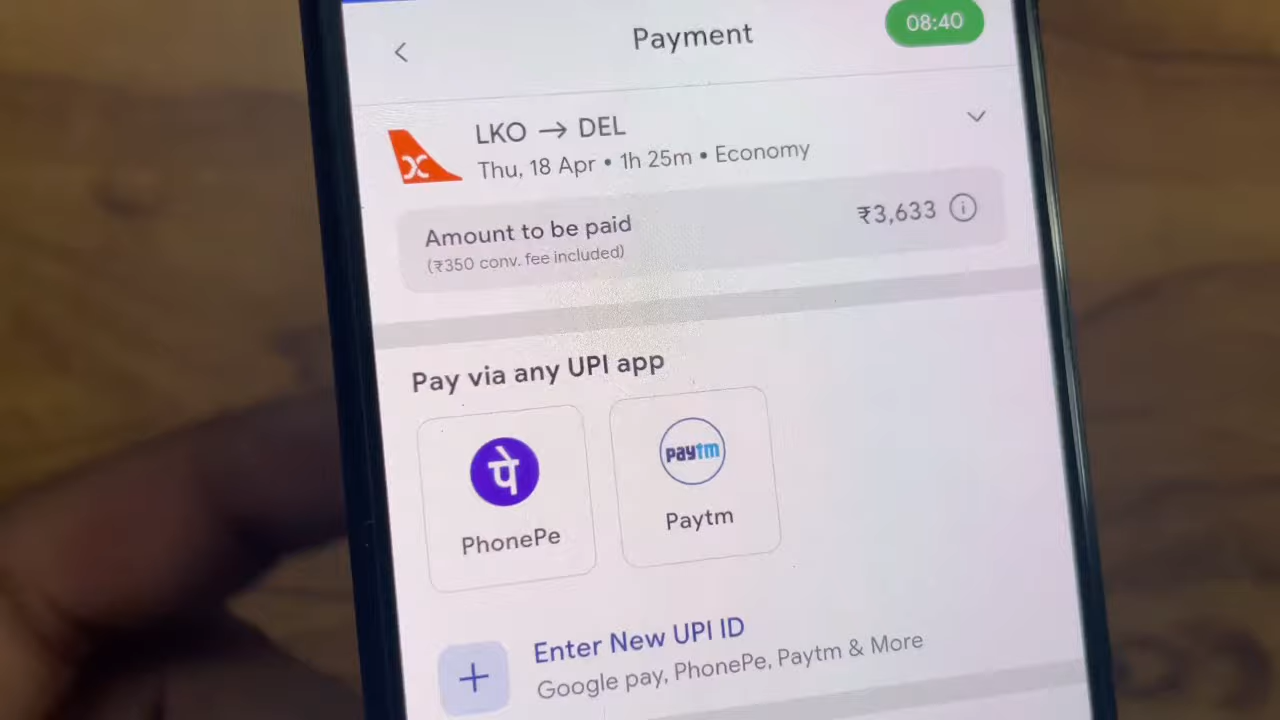 Payment
08:40
LKO → DEL
Thu, 18 Apr • 1h 25m • Economy
Amount to be paid
₹3,633
(₹350 conv. fee included)
Pay via any UPI app
पे
PhonePe
paytm
Paytm
Enter New UPI ID
Google pay, PhonePe, Paytm & More